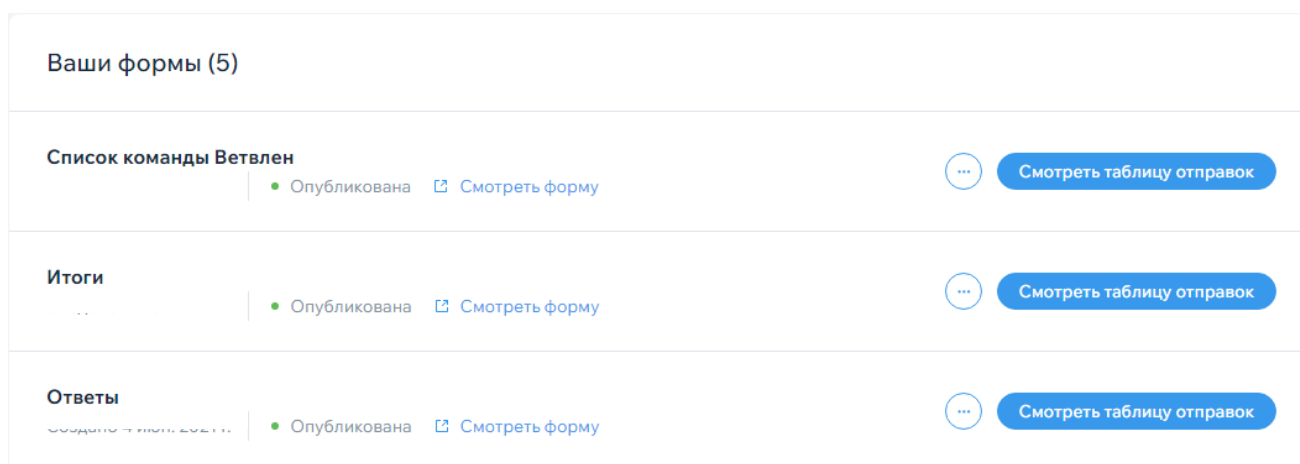 Ваши формы (5)
Список команды Ветвлен
Опубликована Смотреть форму
Смотреть таблицу отправок
Итоги
Опубликована Смотреть форму
Смотреть таблицу отправок
Ответы
Опубликована Смотреть форму
Смотреть таблицу отправок